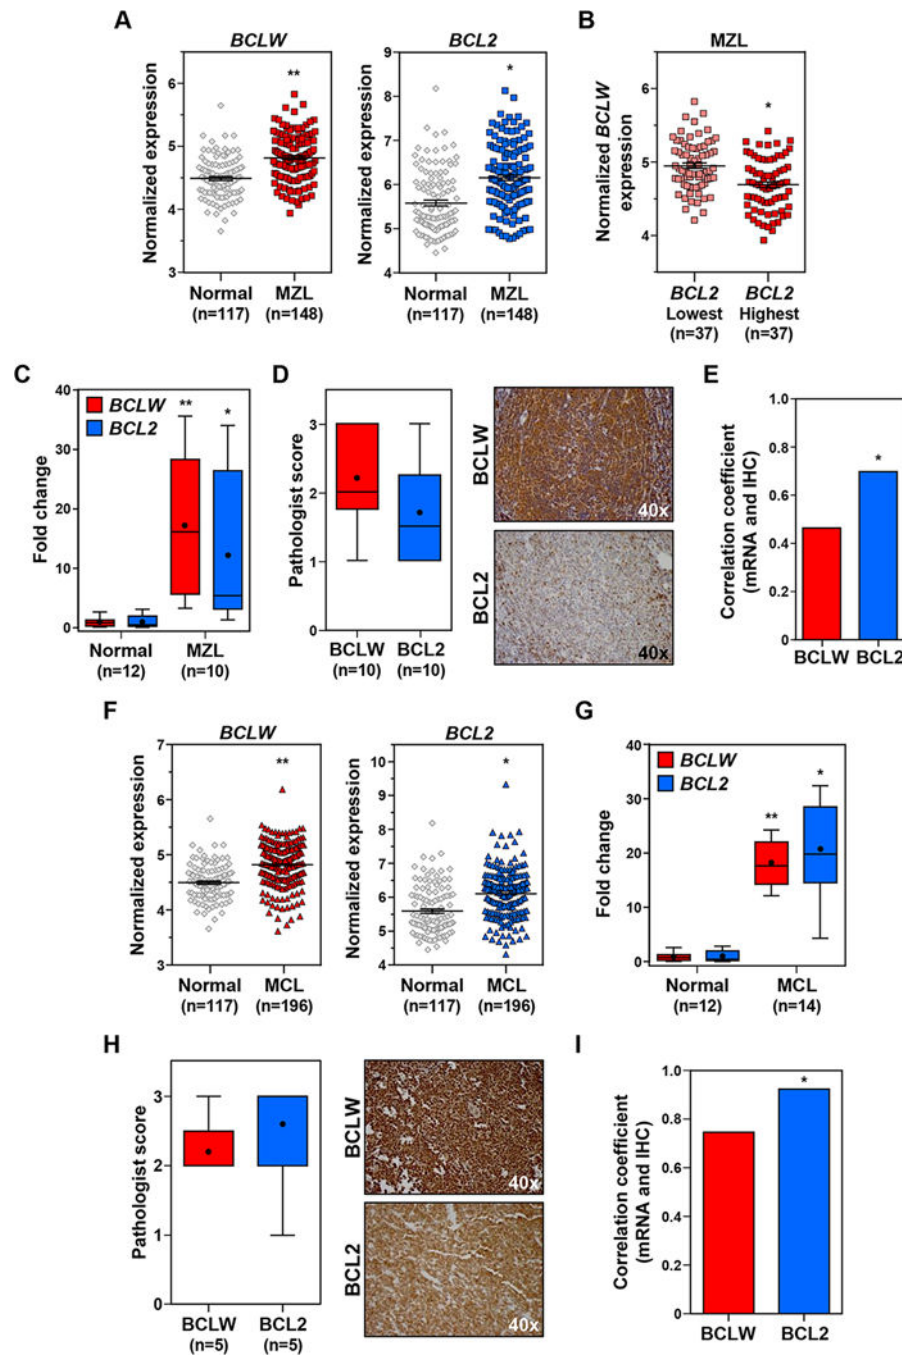 A
BCLW
Normalized expression
**
6
5
4
3
Normal
(n=117)
MZL
(n=148)
BCL2
Normalized expression
*
9
8
7
6
5
4
Normal
(n=117)
MZL
(n=148)
B
MZL
Normalized BCLW
expression
*
6
5
4
BCL2
Lowest
(n=37)
BCL2
Highest
(n=37)
C
Fold change
40
30
20
10
0
BCLW
BCL2
**
*
Normal
(n=12)
MZL
(n=10)
D
Pathologist score
3
2
1
0
BCLW
(n=10)
BCL2
(n=10)
BCLW
40x
BCL2
40x
E
Correlation coefficient
(mRNA and IHC)
1.0
0.8
0.6
0.4
0.2
0
*
BCLW
BCL2
F
BCLW
Normalized expression
**
7
6
5
4
3
Normal
(n=117)
MCL
(n=196)
BCL2
Normalized expression
*
10
9
8
7
6
5
4
Normal
(n=117)
MCL
(n=196)
G
Fold change
40
30
20
10
0
BCLW
BCL2
**
*
Normal
(n=12)
MCL
(n=14)
H
Pathologist score
3
2
1
0
BCLW
(n=5)
BCL2
(n=5)
BCLW
40x
BCL2
40x
I
Correlation coefficient
(mRNA and IHC)
1.0
0.8
0.6
0.4
0.2
0
*
BCLW
BCL2